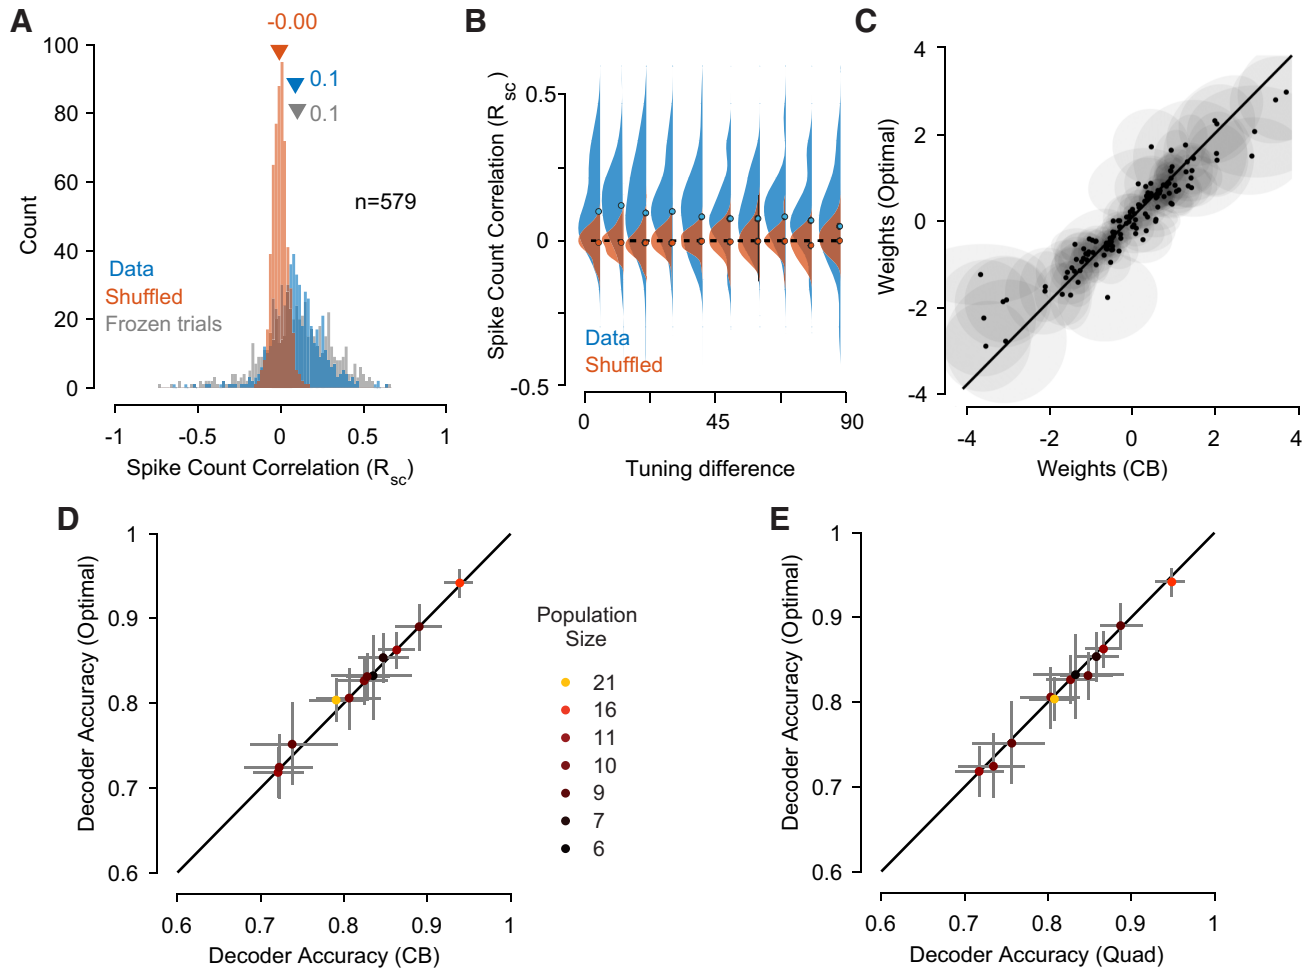 A
-0.00
100
80
60
40
20
0
Count
0.1
0.1
n=579
Data
Shuffled
Frozen trials
-1
-0.5
0
0.5
1
Spike Count Correlation (Rsc)
B
0.5
0
-0.5
Spike Count Correlation (Rsc)
Data
Shuffled
0
45
90
Tuning difference
C
4
2
0
-2
-4
Weights (Optimal)
-4
-2
0
2
4
Weights (CB)
D
1
0.9
0.8
0.7
0.6
Decoder Accuracy (Optimal)
0.6
0.7
0.8
0.9
1
Decoder Accuracy (CB)
Population
Size
21
16
11
10
9
7
6
E
1
0.9
0.8
0.7
0.6
Decoder Accuracy (Optimal)
0.6
0.7
0.8
0.9
1
Decoder Accuracy (Quad)